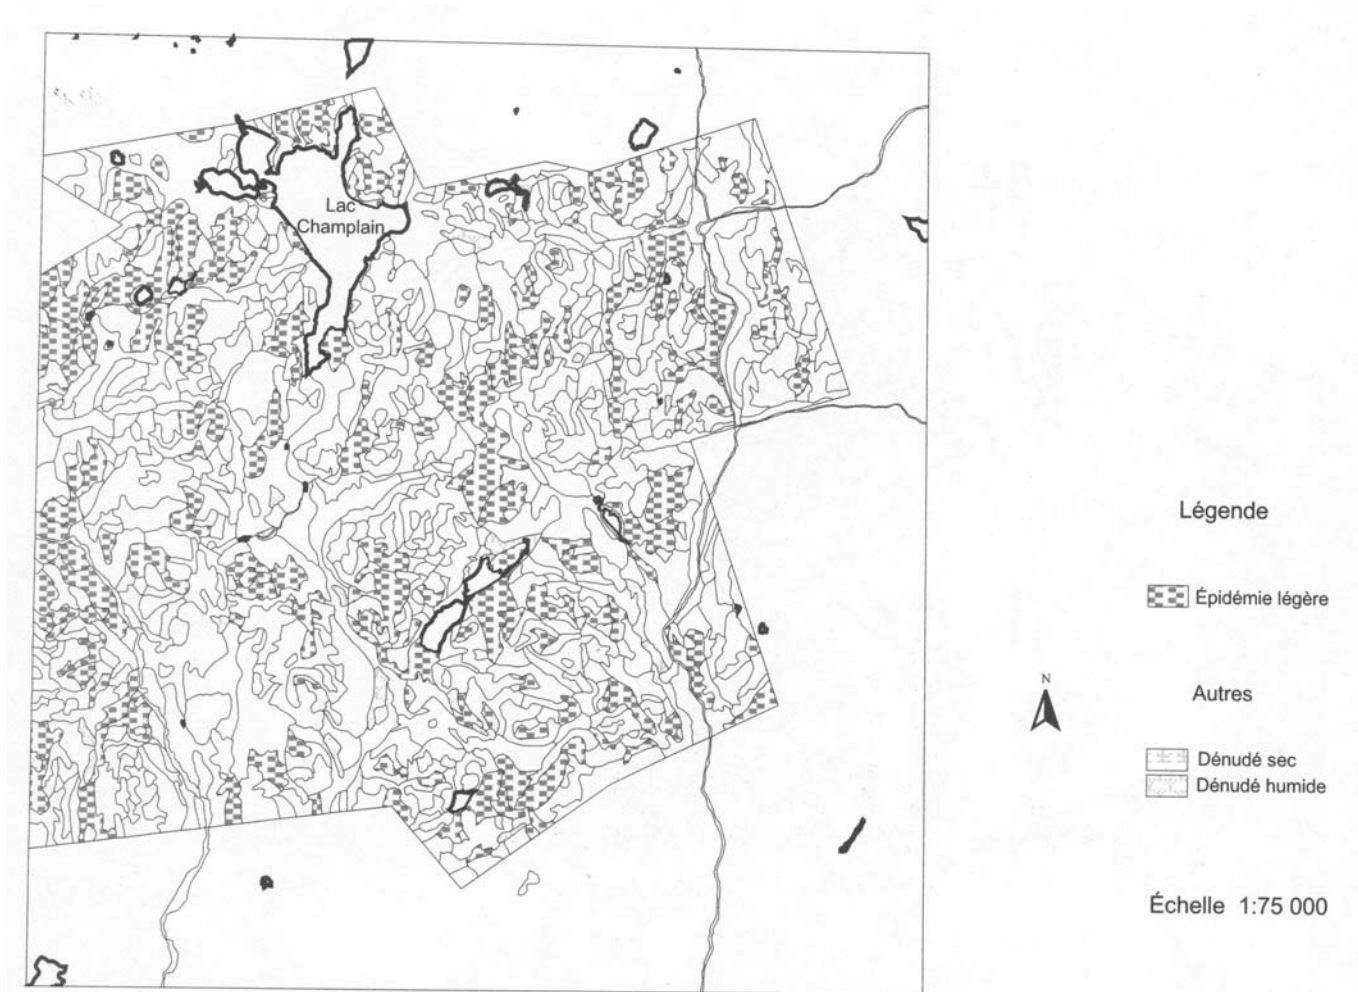 Lac
Champlain
Légende
Épidémie légère
N
Autres
Dénudé sec
Dénudé humide
Échelle 1:75 000